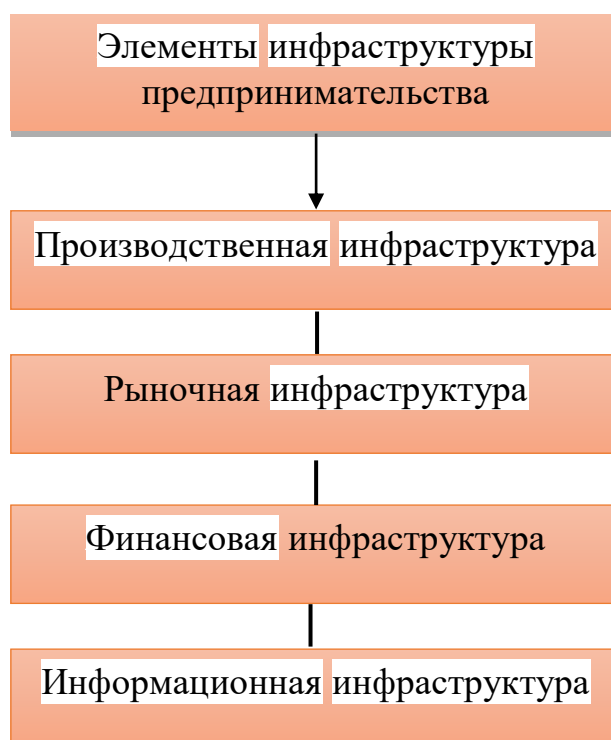 Элементы инфраструктуры
предпринимательства
Производственная инфраструктура
Рыночная инфраструктура
Финансовая инфраструктура
Информационная инфраструктура